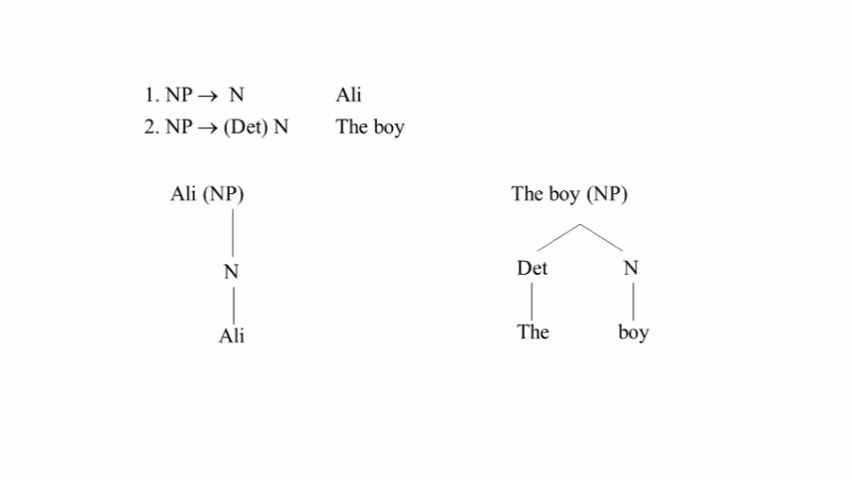 1. NP → N Ali
2. NP → (Det) N The boy
Ali (NP) The boy (NP)
N Det N
Ali The boy